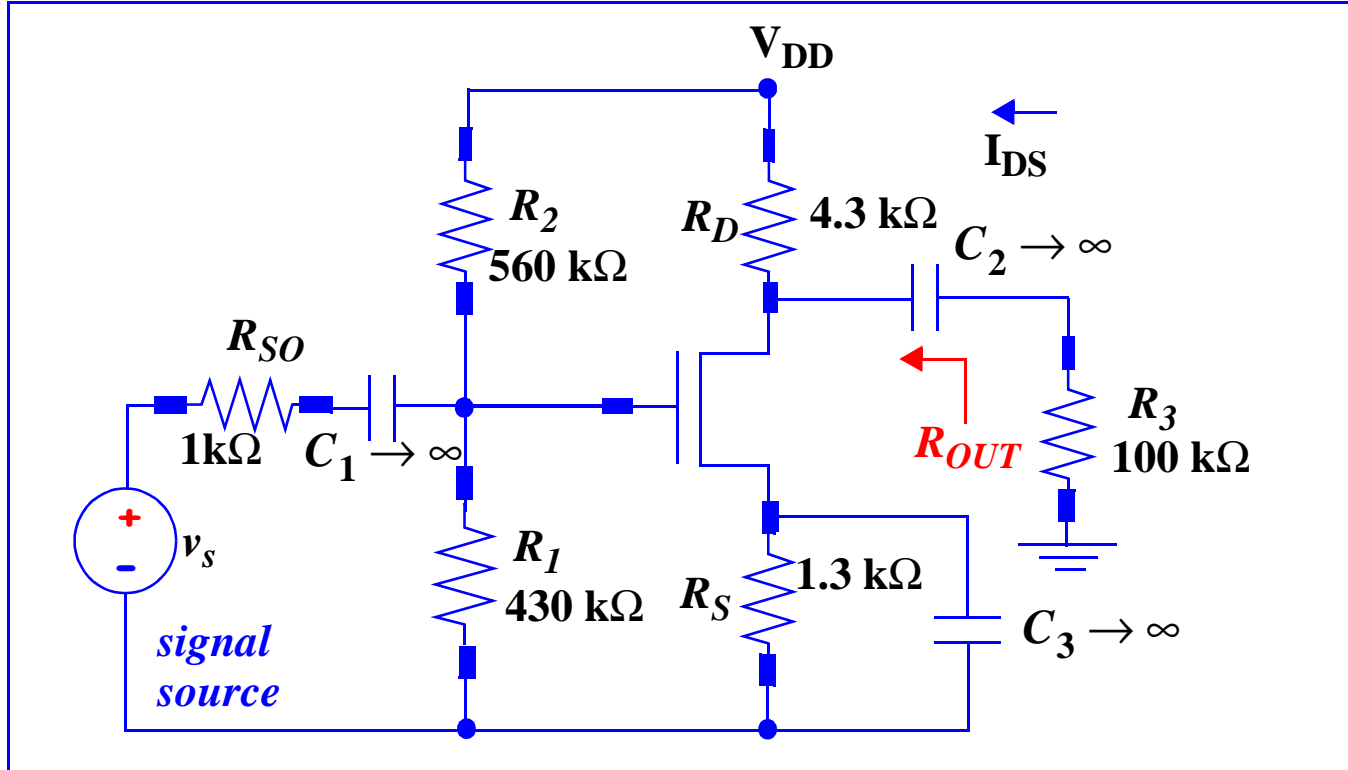 V_DD
I_DS
R_2
560 kΩ
R_D
4.3 kΩ
C_2 → ∞
R_SO
1kΩ
C_1 → ∞
R_OUT
R_3
100 kΩ
+
-
v_s
R_1
430 kΩ
R_S
1.3 kΩ
C_3 → ∞
signal
source